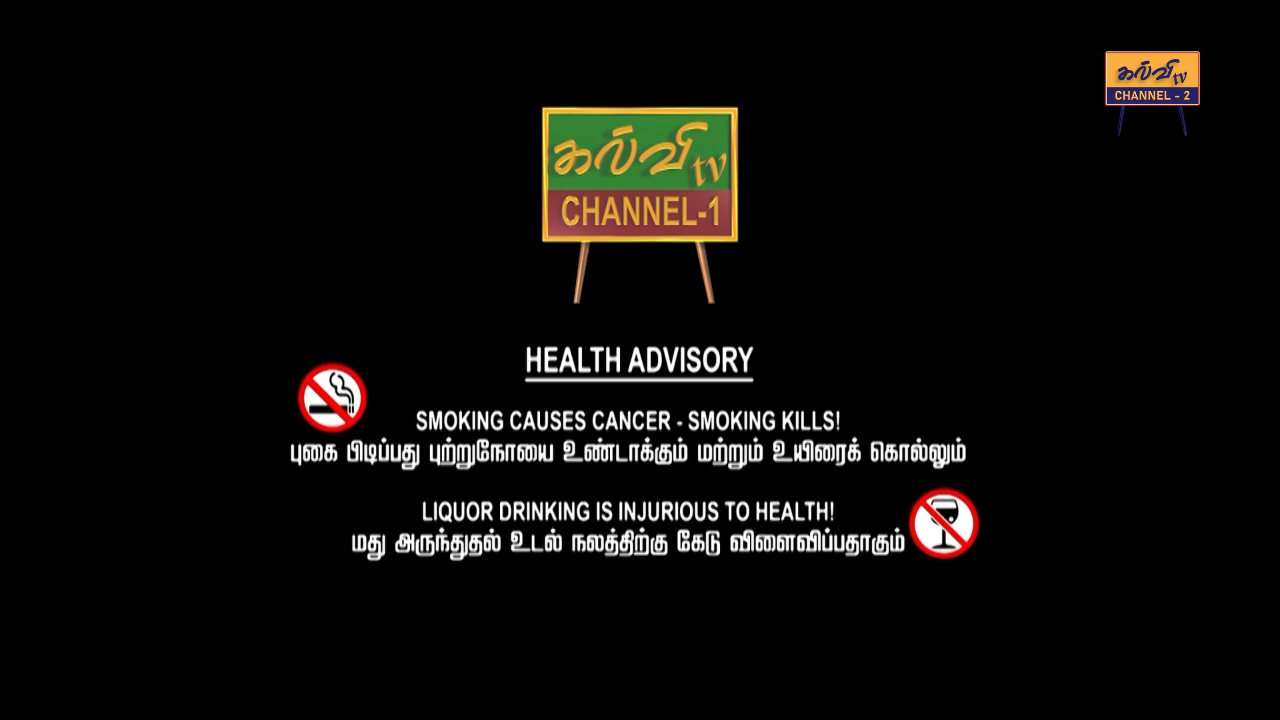 கல்வி tv
CHANNEL - 2
கல்வி tv
CHANNEL-1
HEALTH ADVISORY
SMOKING CAUSES CANCER - SMOKING KILLS!
புகை பிடிப்பது புற்றுநோயை உண்டாக்கும் மற்றும் உயிரைக் கொல்லும்
LIQUOR DRINKING IS INJURIOUS TO HEALTH!
மது அருந்துதல் உடல் நலத்திற்கு கேடு விளைவிப்பதாகும்